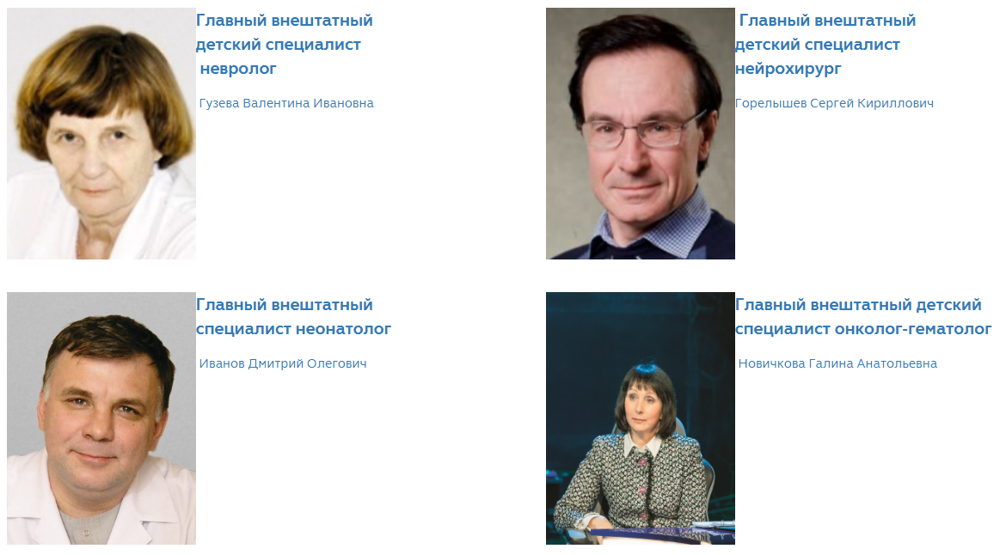 Главный внештатный
детский специалист
невролог
Гузева Валентина Ивановна
Главный внештатный
детский специалист
нейрохирург
Горелышев Сергей Кириллович
Главный внештатный
специалист неонатолог
Иванов Дмитрий Олегович
Главный внештатный детский
специалист онколог-гематолог
Новичкова Галина Анатольевна